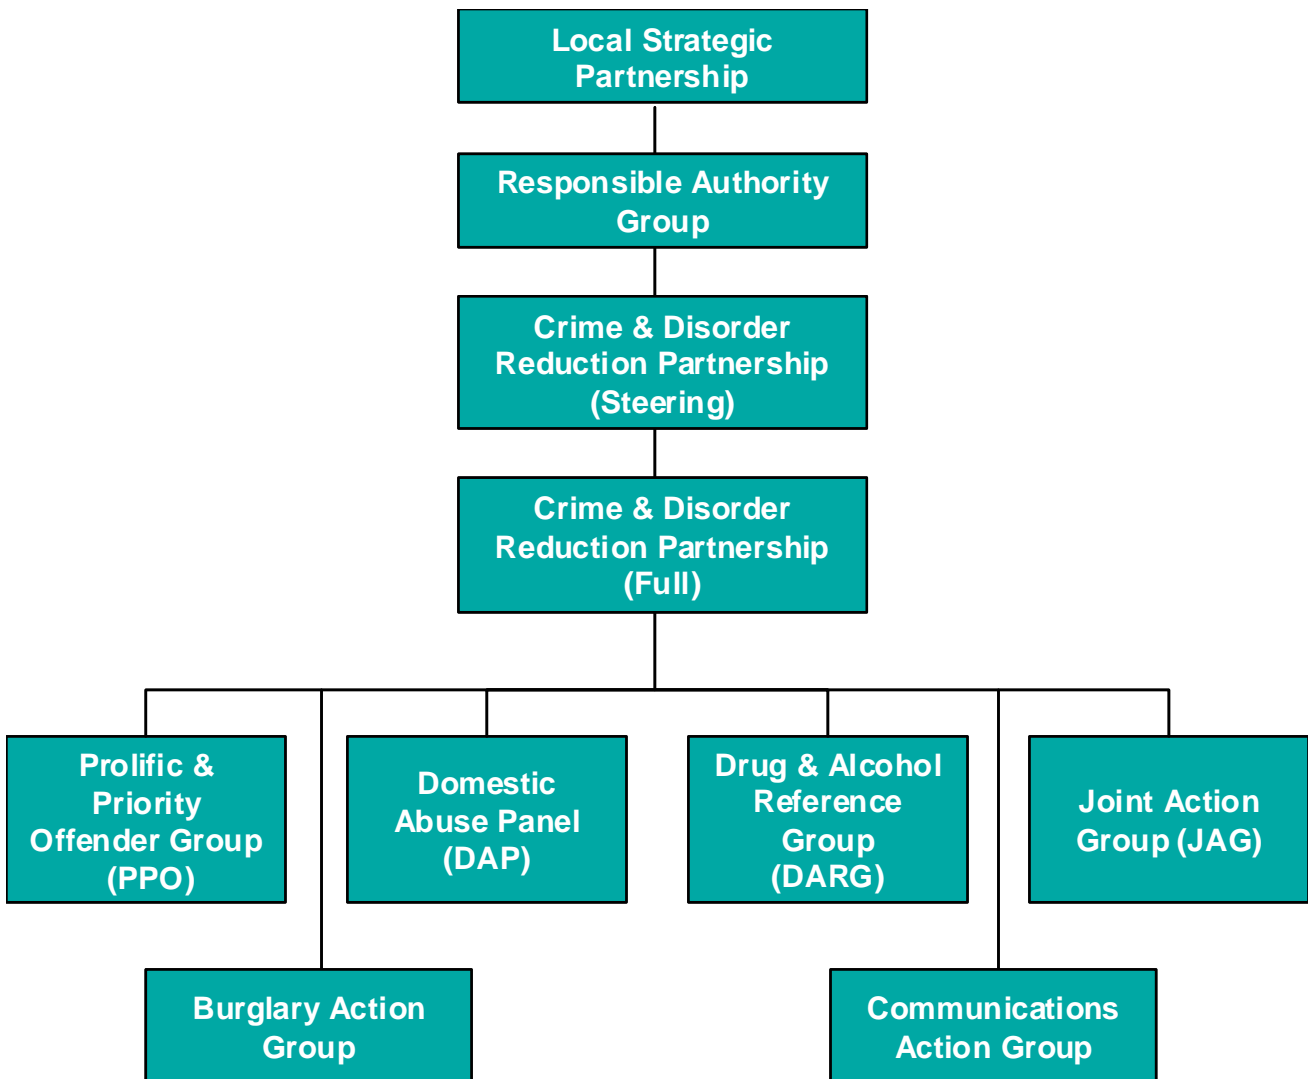 Local Strategic
Partnership
Responsible Authority
Group
Crime & Disorder
Reduction Partnership
(Steering)
Crime & Disorder
Reduction Partnership
(Full)
Prolific &
Priority
Offender Group
(PPO)
Domestic
Abuse Panel
(DAP)
Drug & Alcohol
Reference
Group
(DARG)
Joint Action
Group (JAG)
Burglary Action
Group
Communications
Action Group